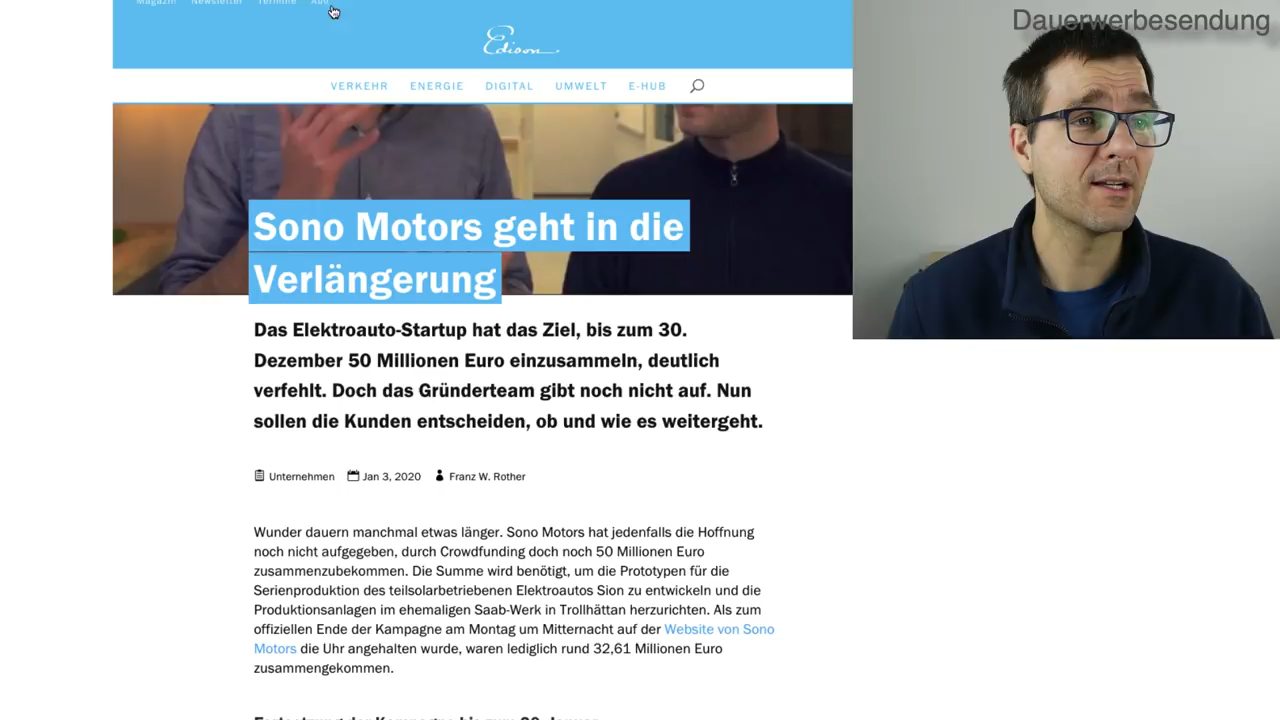 Magazin Newsletter Termine Abo
Dauerwerbesendung
Edison
VERKEHR ENERGIE DIGITAL UMWELT E-HUB
Sono Motors geht in die
Verlängerung
Das Elektroauto-Startup hat das Ziel, bis zum 30.
Dezember 50 Millionen Euro einzusammeln, deutlich
verfehlt. Doch das Gründerteam gibt noch nicht auf. Nun
sollen die Kunden entscheiden, ob und wie es weitergeht.
Unternehmen Jan 3, 2020 Franz W. Rother
Wunder dauern manchmal etwas länger. Sono Motors hat jedenfalls die Hoffnung
noch nicht aufgegeben, durch Crowdfunding doch noch 50 Millionen Euro
zusammenzubekommen. Die Summe wird benötigt, um die Prototypen für die
Serienproduktion des teilsolarbetriebenen Elektroautos Sion zu entwickeln und die
Produktionsanlagen im ehemaligen Saab-Werk in Trollhättan herzurichten. Als zum
offiziellen Ende der Kampagne am Montag um Mitternacht auf der Website von Sono
Motors die Uhr angehalten wurde, waren lediglich rund 32,61 Millionen Euro
zusammengekommen.